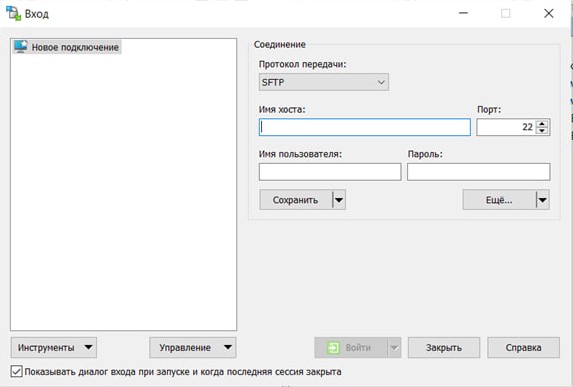 Вход
Новое подключение
Соединение
Протокол передачи:
SFTP
Имя хоста:
Порт:
22
Имя пользователя:
Пароль:
Сохранить
Ещё...
Инструменты
Управление
Войти
Закрыть
Справка
Показывать диалог входа при запуске и когда последняя сессия закрыта